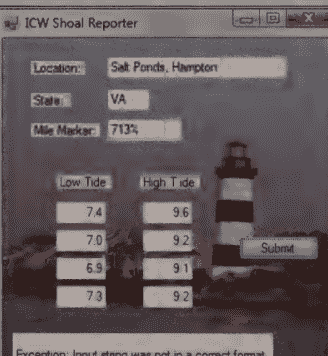 ICW Shoal Reporter
Location: Salt Ponds, Hampton
State: VA
Mile Marker: 713%
Low Tide High Tide
7.4 9.6
7.0 9.2
6.9 9.1
7.3 9.2
Submit
Exception: Input string was not in a correct format.